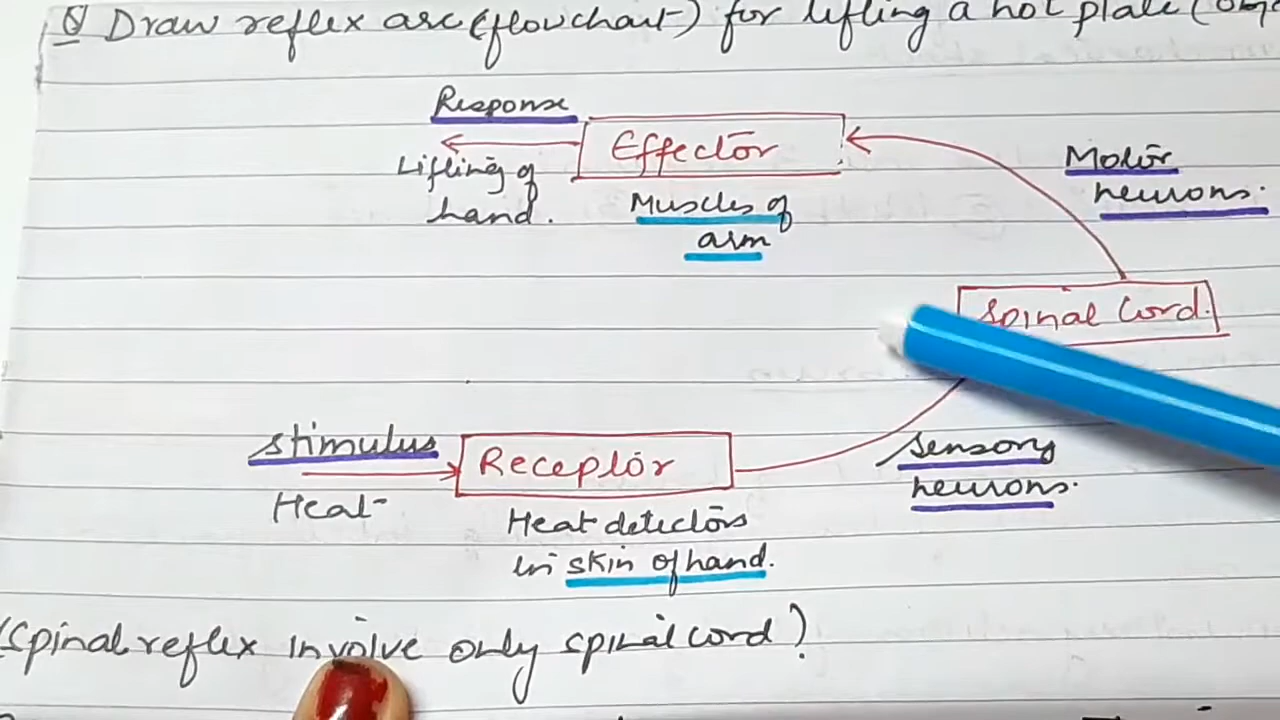 Q Draw reflex arc (flowchart) for lifting a hot plate (
Response
Effector
Lifting of
hand.
Muscles of
arm
Motor
neurons.
Spinal Cord.
Stimulus
Receptor
Heat
Heat detectors
in skin of hand.
Sensory
neurons.
(Spinal reflex involve only spinal cord)